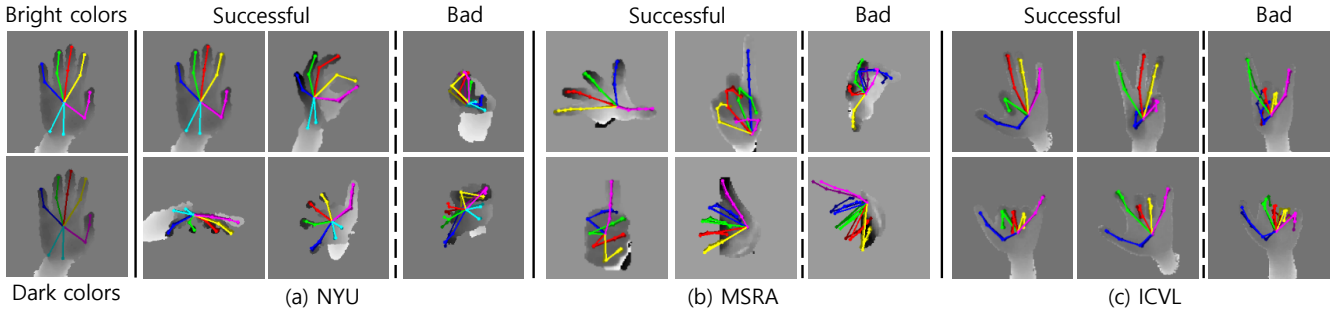 Bright colors
Successful
Bad
Successful
Bad
Successful
Bad
Dark colors
(a) NYU
(b) MSRA
(c) ICVL